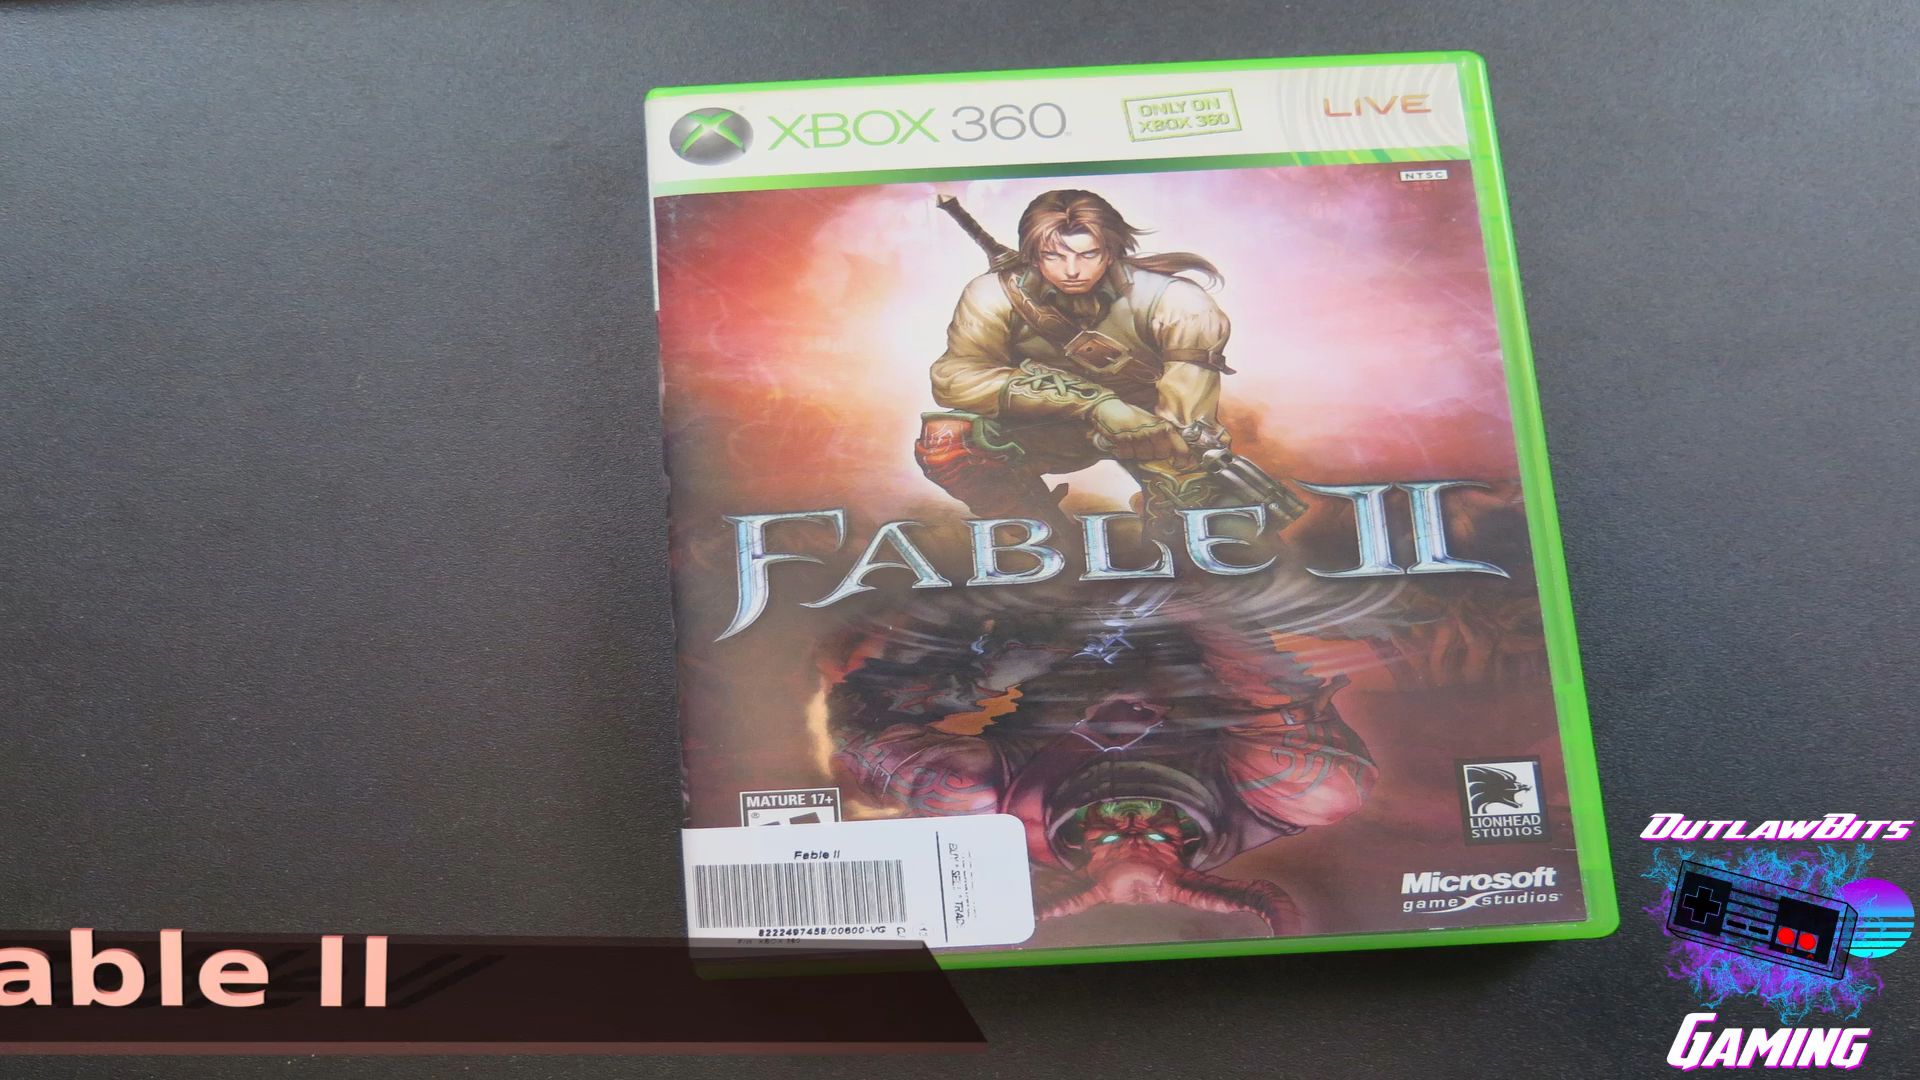 XBOX 360
ONLY ON
XBOX 360
LIVE
NTSC
FABLE II
MATURE 17+
LIONHEAD
STUDIOS
Microsoft
game studios
Fable II
8222497458/00600-VG
able II
OUTLAWBITS
GAMING